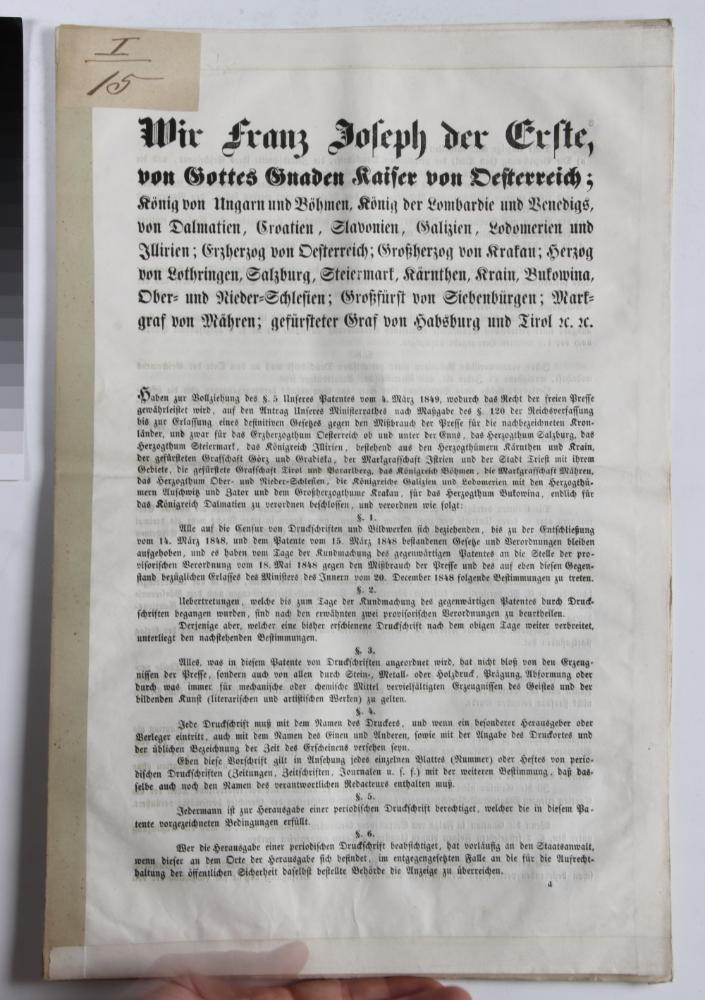 I
15
Wir Franz Joseph der Erste,
von Gottes Gnaden Kaiser von Oesterreich;
König von Ungarn und Böhmen, König der Lombardie und Venedigs,
von Dalmatien, Croatien, Slavonien, Galizien, Lodomerien und
Illirien; Erzherzog von Oesterreich; Großherzog von Krakau; Herzog
von Lothringen, Salzburg, Steiermark, Kärnthen, Krain, Bukowina,
Ober- und Nieder-Schlesien; Großfürst von Siebenbürgen; Mark-
graf von Mähren; gefürsteter Graf von Habsburg und Tirol ꝛc. ꝛc.
Haben zur Vollziehung des §. 5 Unseres Patentes vom 4. März 1849, wodurch das Recht der freien Presse
gewährleistet wird, auf den Antrag Unseres Ministerrathes nach Maßgabe des §. 120 der Reichsverfassung
bis zur Erlassung eines definitiven Gesetzes gegen den Mißbrauch der Presse für die nachbezeichneten Kron-
länder, und zwar für das Erzherzogthum Oesterreich ob und unter der Enns, das Herzogthum Salzburg, das
Herzogthum Steiermark, das Königreich Illirien, bestehend aus den Herzogthümern Kärnthen und Krain,
der gefürsteten Grafschaft Görz und Gradiska, der Markgrafschaft Istrien und der Stadt Triest mit ihrem
Gebiete, die gefürstete Grafschaft Tirol und Vorarlberg, das Königreich Böhmen, die Markgrafschaft Mähren,
das Herzogthum Ober- und Nieder-Schlesien, die Königreiche Galizien und Lodomerien mit den Herzogthü-
mern Auschwitz und Zator und dem Großherzogthume Krakau, für das Herzogthum Bukowina, endlich für
das Königreich Dalmatien zu verordnen beschlossen, und verordnen wie folgt:
§. 1.
Alle auf die Censur von Druckschriften und Bildwerken sich beziehenden, bis zu der Entschließung
vom 14. März 1848, und dem Patente vom 15. März 1848 bestandenen Gesetze und Verordnungen bleiben
aufgehoben, und es haben vom Tage der Kundmachung des gegenwärtigen Patentes an die Stelle der pro-
visorischen Verordnung vom 18. Mai 1848 gegen den Mißbrauch der Presse und des auf eben diesen Gegen-
stand bezüglichen Erlasses des Ministers des Innern vom 20. December 1848 folgende Bestimmungen zu treten.
§. 2.
Uebertretungen, welche bis zum Tage der Kundmachung des gegenwärtigen Patentes durch Druck-
schriften begangen wurden, sind nach den erwähnten zwei provisorischen Verordnungen zu beurtheilen.
Derjenige aber, welcher eine bisher erschienene Druckschrift nach dem obigen Tage weiter verbreitet,
unterliegt den nachstehenden Bestimmungen.
§. 3.
Alles, was in diesem Patente von Druckschriften angeordnet wird, hat nicht bloß von den Erzeug-
nissen der Presse, sondern auch von allen durch Stein-, Metall- oder Holzdruck, Prägung, Abformung oder
durch was immer für mechanische oder chemische Mittel vervielfältigten Erzeugnissen des Geistes und der
bildenden Kunst (literarischen und artistischen Werken) zu gelten.
§. 4.
Jede Druckschrift muß mit dem Namen des Druckers, und wenn ein besonderer Herausgeber oder
Verleger eintritt, auch mit dem Namen des Einen und Anderen, sowie mit der Angabe des Druckortes und
der üblichen Bezeichnung der Zeit des Erscheinens versehen seyn.
Eben diese Vorschrift gilt in Ansehung jedes einzelnen Blattes (Nummer) oder Heftes von perio-
dischen Druckschriften (Zeitungen, Zeitschriften, Journalen u. s. f.) mit der weiteren Bestimmung, daß das-
selbe auch noch den Namen des verantwortlichen Redacteurs enthalten muß.
§. 5.
Jedermann ist zur Herausgabe einer periodischen Druckschrift berechtiget, welcher die in diesem Pa-
tente vorgezeichneten Bedingungen erfüllt.
§. 6.
Wer die Herausgabe einer periodischen Druckschrift beabsichtiget, hat vorläufig an den Staatsanwalt,
wenn dieser an dem Orte der Herausgabe sich befindet, im entgegengesetzten Falle an die für die Aufrecht-
haltung der öffentlichen Sicherheit daselbst bestellte Behörde die Anzeige zu überreichen.
a